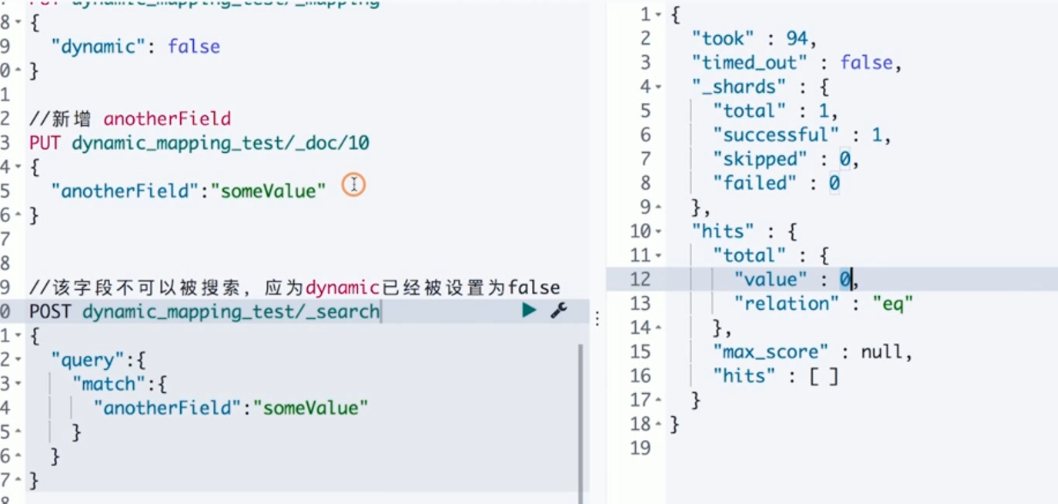 PUT dynamic_mapping_test/_mapping
8 {
9 "dynamic": false
0 }
1
2 //新增 anotherField
3 PUT dynamic_mapping_test/_doc/10
4 {
5 "anotherField":"someValue"
6 }
7
8
9 //该字段不可以被搜索，应为dynamic已经被设置为false
0 POST dynamic_mapping_test/_search
1 {
2 "query":{
3 "match":{
4 "anotherField":"someValue"
5 }
6 }
7 }
8
1 {
2 "took" : 94,
3 "timed_out" : false,
4 "_shards" : {
5 "total" : 1,
6 "successful" : 1,
7 "skipped" : 0,
8 "failed" : 0
9 },
10 "hits" : {
11 "total" : {
12 "value" : 0,
13 "relation" : "eq"
14 },
15 "max_score" : null,
16 "hits" : [ ]
17 }
18 }
19